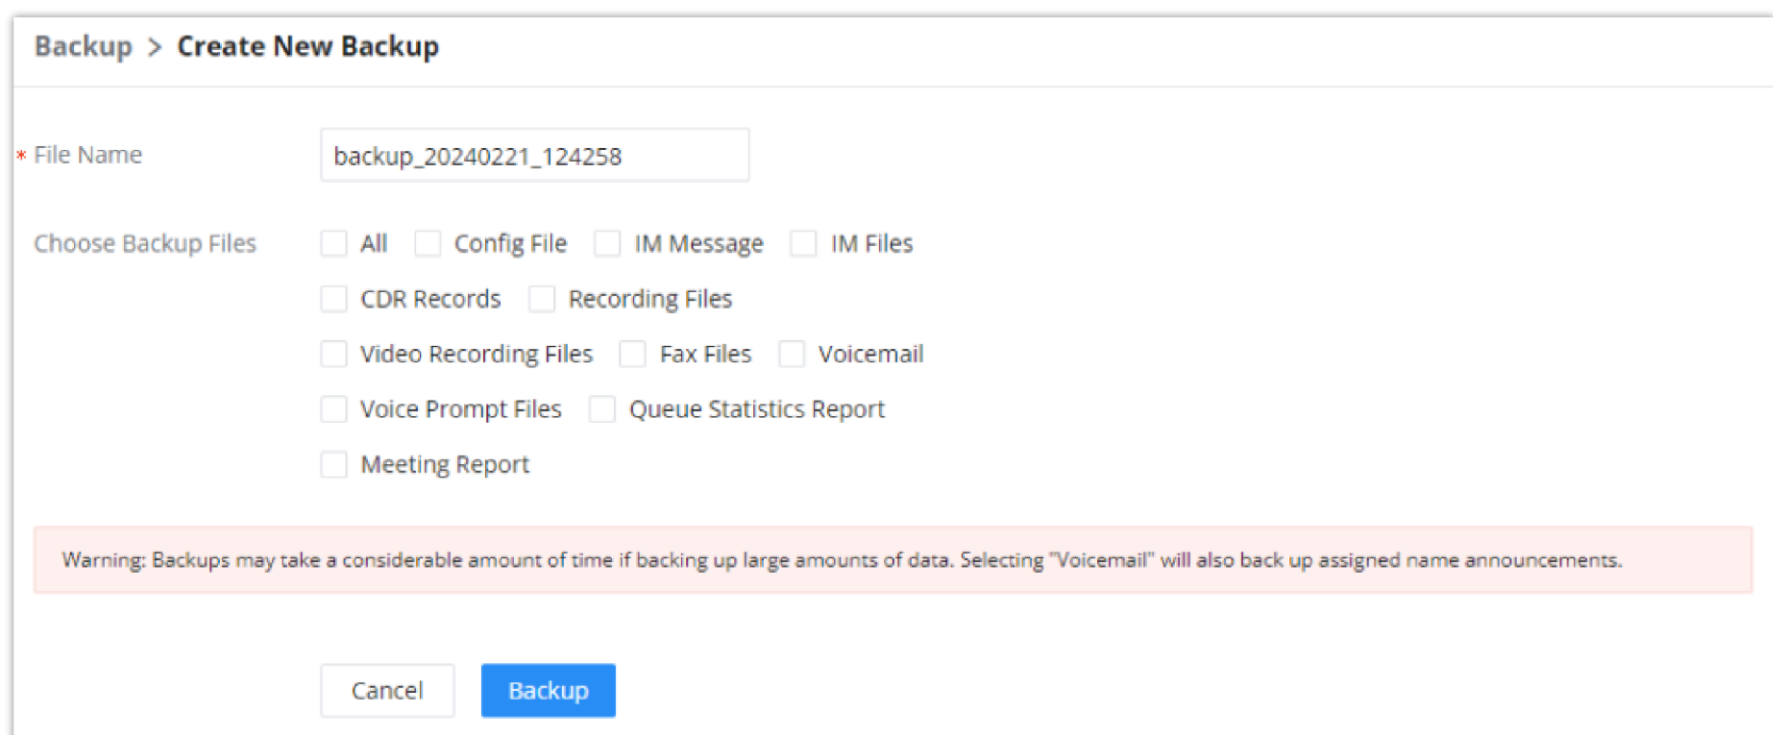 Backup > Create New Backup
* File Name backup_20240221_124258
Choose Backup Files All Config File IM Message IM Files
CDR Records Recording Files
Video Recording Files Fax Files Voicemail
Voice Prompt Files Queue Statistics Report
Meeting Report
Warning: Backups may take a considerable amount of time if backing up large amounts of data. Selecting "Voicemail" will also back up assigned name announcements.
Cancel Backup